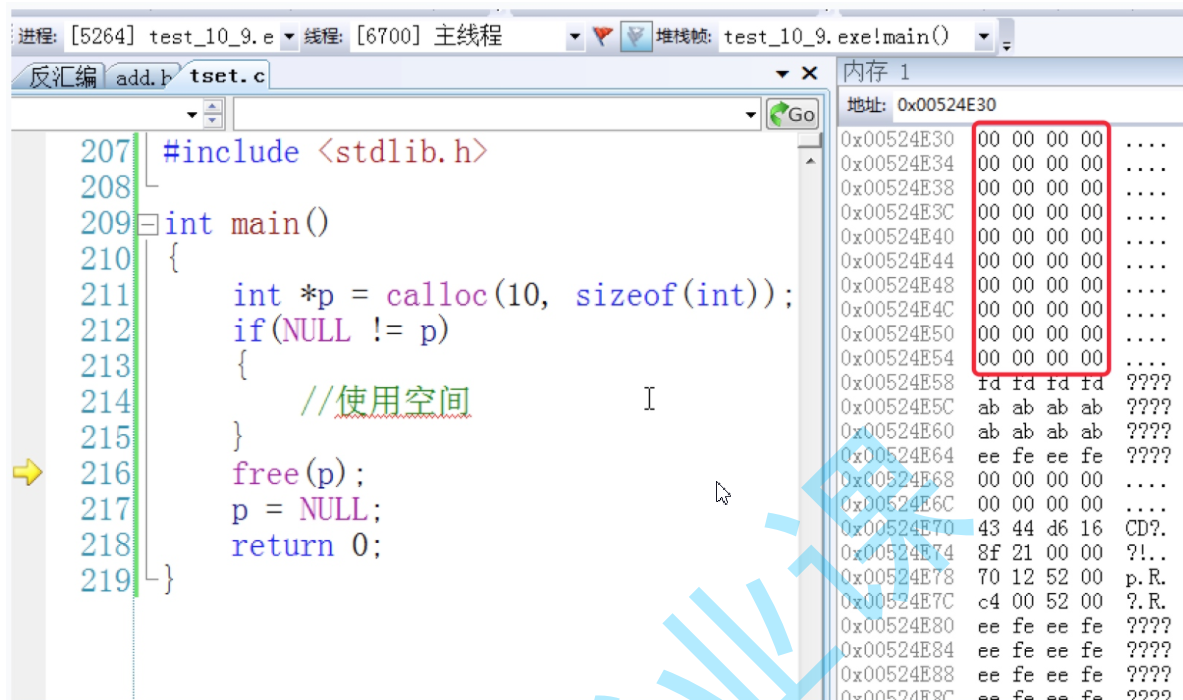 进程: [5264] test_10_9.e 线程: [6700] 主线程 堆栈帧: test_10_9.exe!main()
反汇编 add.h tset.c
Go
207 #include <stdlib.h>
208
209 int main()
210 {
211 int *p = calloc(10, sizeof(int));
212 if(NULL != p)
213 {
214 //使用空间
215 }
216 free(p);
217 p = NULL;
218 return 0;
219 }
内存 1
地址: 0x00524E30
0x00524E30 00 00 00 00 ....
0x00524E34 00 00 00 00 ....
0x00524E38 00 00 00 00 ....
0x00524E3C 00 00 00 00 ....
0x00524E40 00 00 00 00 ....
0x00524E44 00 00 00 00 ....
0x00524E48 00 00 00 00 ....
0x00524E4C 00 00 00 00 ....
0x00524E50 00 00 00 00 ....
0x00524E54 00 00 00 00 ....
0x00524E58 fd fd fd fd ????
0x00524E5C ab ab ab ab ????
0x00524E60 ab ab ab ab ????
0x00524E64 ee fe ee fe ????
0x00524E68 00 00 00 00 ....
0x00524E6C 00 00 00 00 ....
0x00524E70 43 44 d6 16 CD?.
0x00524E74 8f 21 00 00 ?!..
0x00524E78 70 12 52 00 p.R.
0x00524E7C c4 00 52 00 ?.R.
0x00524E80 ee fe ee fe ????
0x00524E84 ee fe ee fe ????
0x00524E88 ee fe ee fe ????
0x00524E8C ee fe ee fe ????
业课